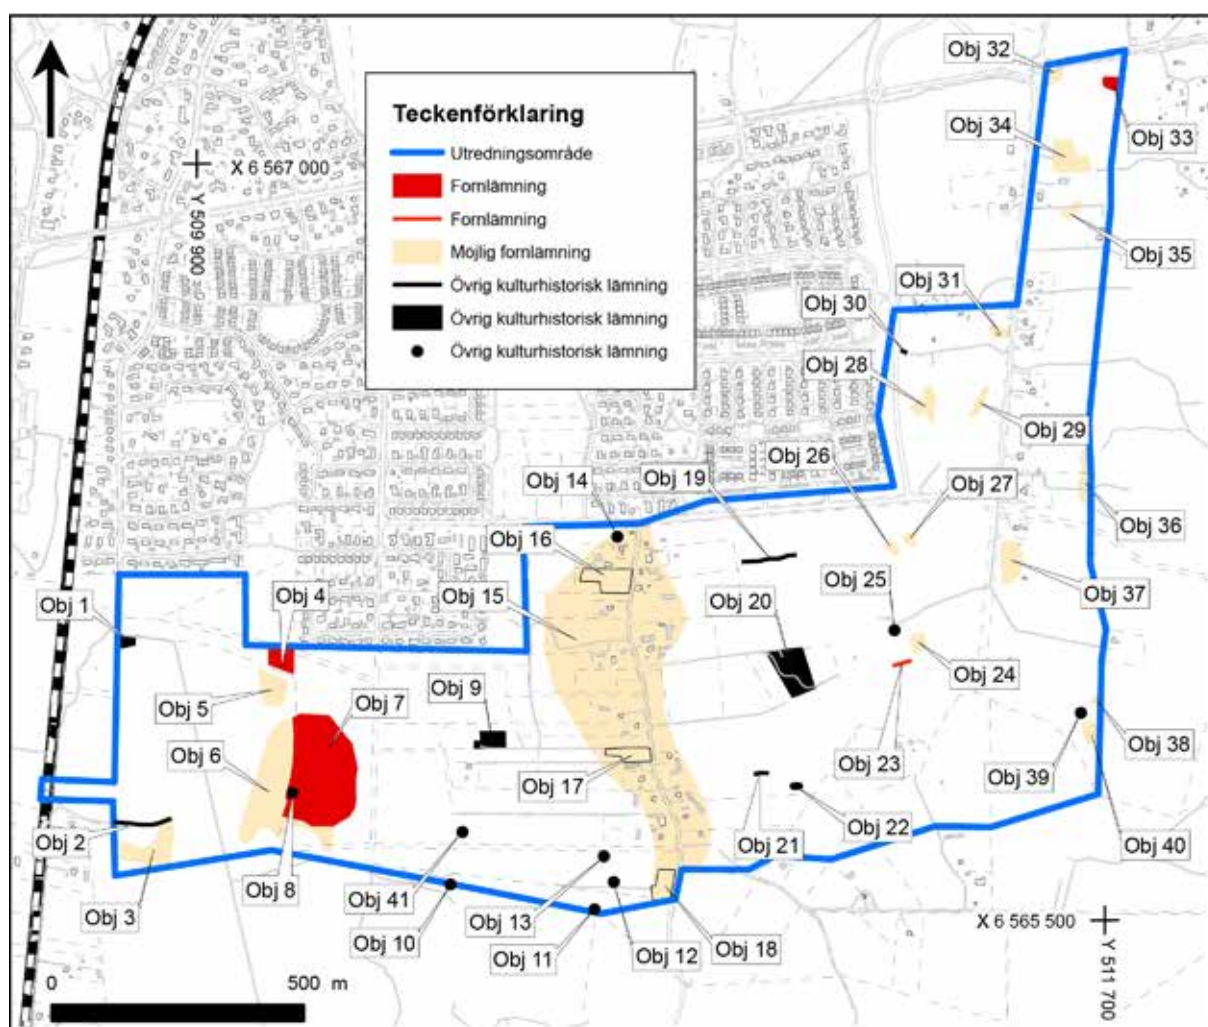 Teckenförklaring
Utredningsområde
Fornlämning
Fornlämning
Möjlig fornlämning
Övrig kulturhistorisk lämning
Övrig kulturhistorisk lämning
Övrig kulturhistorisk lämning
X 6 567 000
Y 509 900
Obj 32
Obj 33
Obj 34
Obj 35
Obj 31
Obj 30
Obj 28
Obj 29
Obj 26
Obj 27
Obj 19
Obj 14
Obj 36
Obj 16
Obj 37
Obj 15
Obj 20
Obj 25
Obj 1
Obj 4
Obj 24
Obj 5
Obj 7
Obj 9
Obj 6
Obj 17
Obj 23
Obj 38
Obj 39
Obj 22
Obj 21
Obj 40
Obj 2
Obj 3
Obj 8
Obj 41
Obj 10
Obj 13
Obj 11
Obj 12
Obj 18
X 6 565 500
Y 511 700
0 500 m